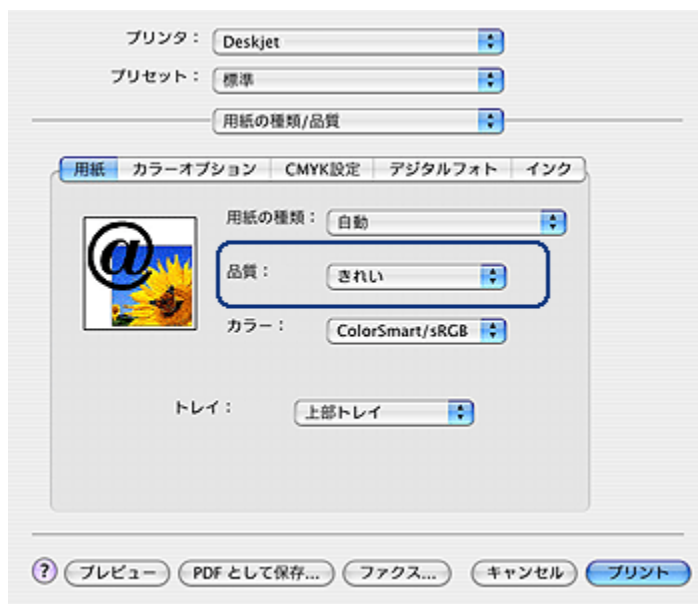 プリンタ： Deskjet
プリセット： 標準
用紙の種類/品質
用紙 カラーオプション CMYK設定 デジタルフォト インク
用紙の種類： 自動
@
品質： きれい
カラー： ColorSmart/sRGB
トレイ： 上部トレイ
? プレビュー PDF として保存... ファクス... キャンセル プリント